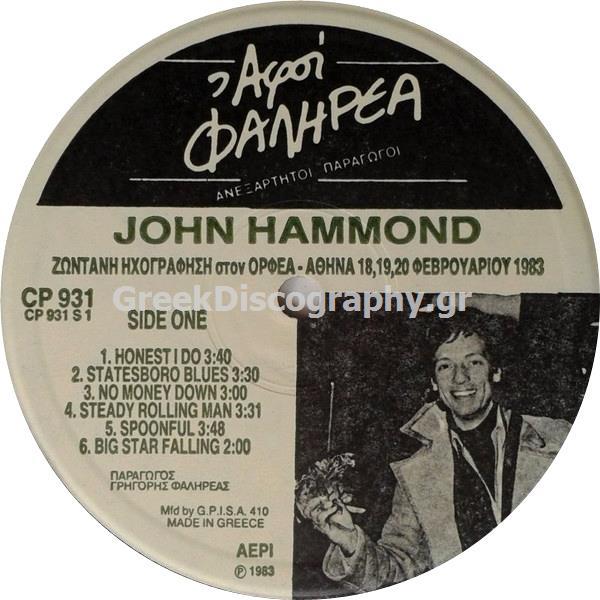 Αφοί
ΦΑΛΗΡΕΑ
ΑΝΕΞΑΡΤΗΤΟΙ ΠΑΡΑΓΩΓΟΙ
JOHN HAMMOND
ΖΩΝΤΑΝΗ ΗΧΟΓΡΑΦΗΣΗ στον ΟΡΦΕΑ - ΑΘΗΝΑ 18,19,20 ΦΕΒΡΟΥΑΡΙΟΥ 1983
CP 931
GreekDiscography.gr
CP 931 S 1
SIDE ONE
1. HONEST I DO 3:40
2. STATESBORO BLUES 3:30
3. NO MONEY DOWN 3:00
4. STEADY ROLLING MAN 3:31
5. SPOONFUL 3:48
6. BIG STAR FALLING 2:00
ΠΑΡΑΓΩΓΟΣ
ΓΡΗΓΟΡΗΣ ΦΑΛΗΡΕΑΣ
Mfd by G.P.I.S.A. 410
MADE IN GREECE
ΑΕΡΙ
℗ 1983